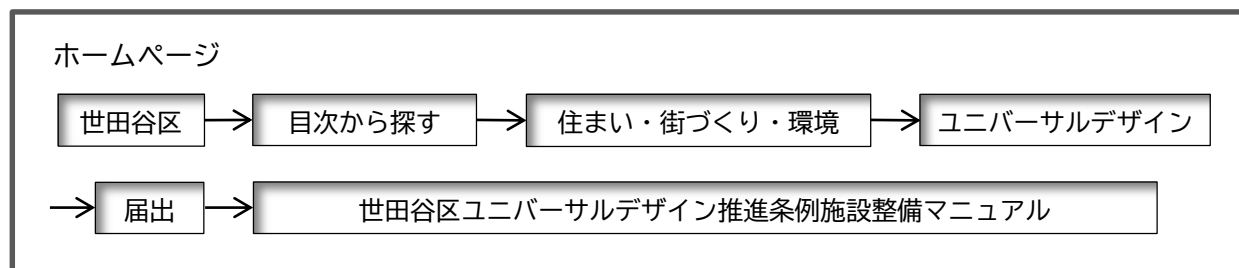 ホームページ
世田谷区 → 目次から探す → 住まい・街づくり・環境 → ユニバーサルデザイン
→ 届出 → 世田谷区ユニバーサルデザイン推進条例施設整備マニュアル